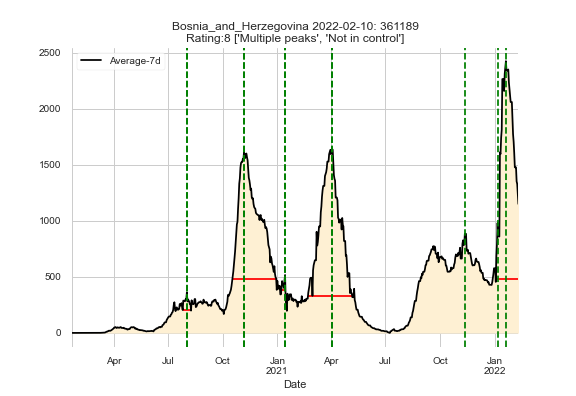 Bosnia_and_Herzegovina 2022-02-10: 361189
Rating:8 ['Multiple peaks', 'Not in control']
Average-7d
2500
2000
1500
1000
500
0
Apr Jul Oct Jan Apr Jul Oct Jan
2021 2022
Date